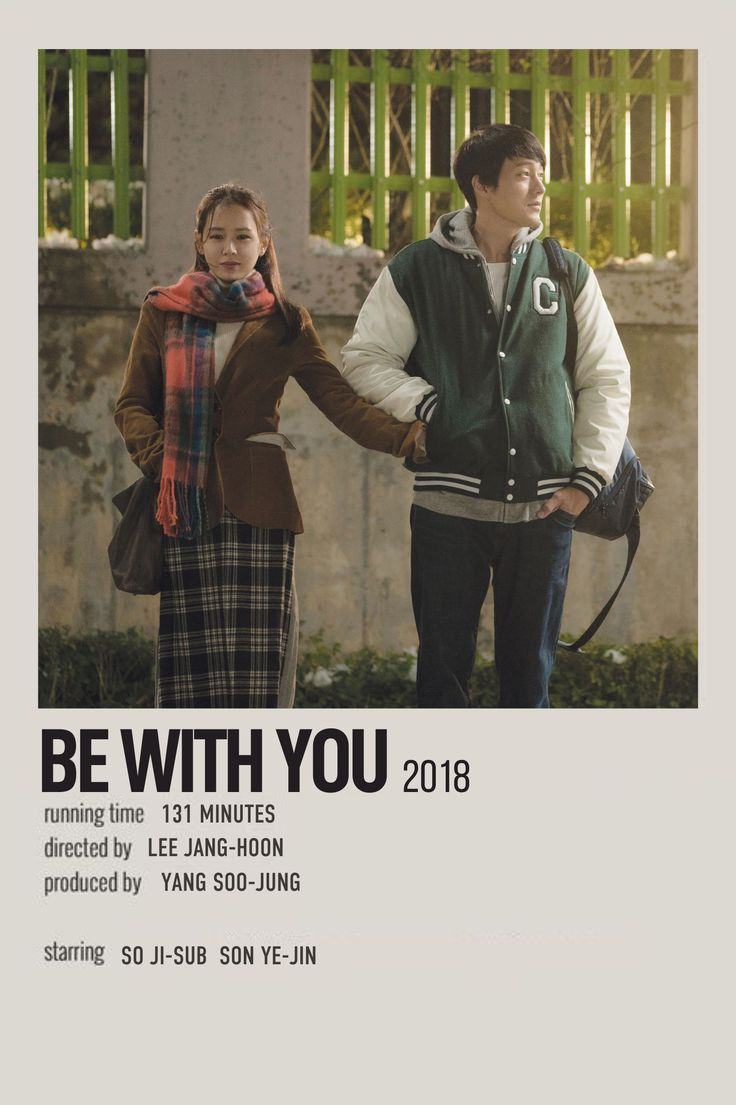 C
BE WITH YOU 2018
running time 131 MINUTES
directed by LEE JANG-HOON
produced by YANG SOO-JUNG
starring SO JI-SUB SON YE-JIN